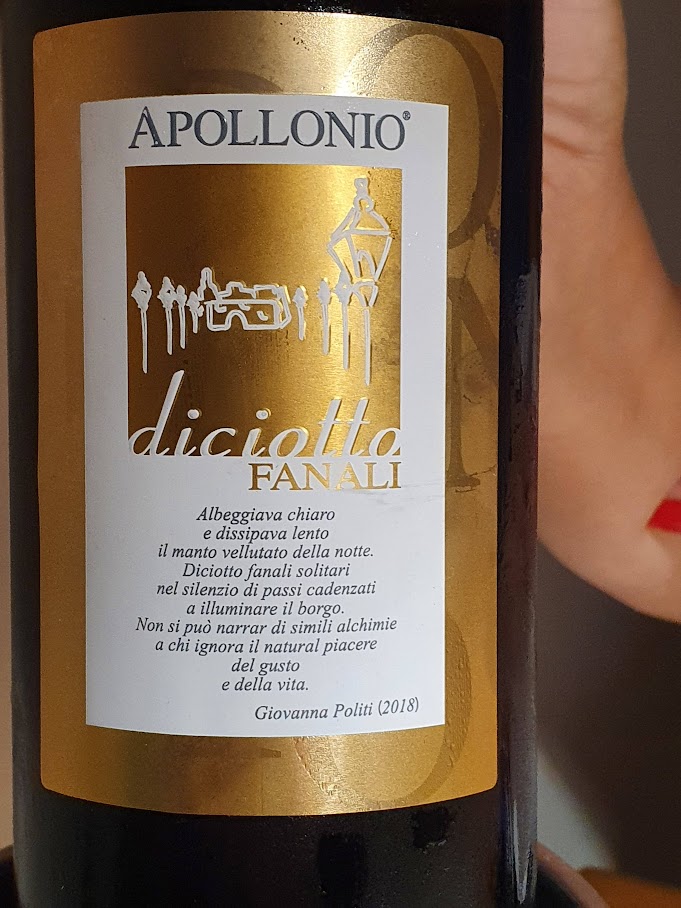 APOLLONIO®
diciotto
FANALI
Albeggiava chiaro
e dissipava lento
il manto vellutato della notte.
Diciotto fanali solitari
nel silenzio di passi cadenzati
a illuminare il borgo.
Non si può narrar di simili alchimie
a chi ignora il natural piacere
del gusto
e della vita.
Giovanna Politi (2018)